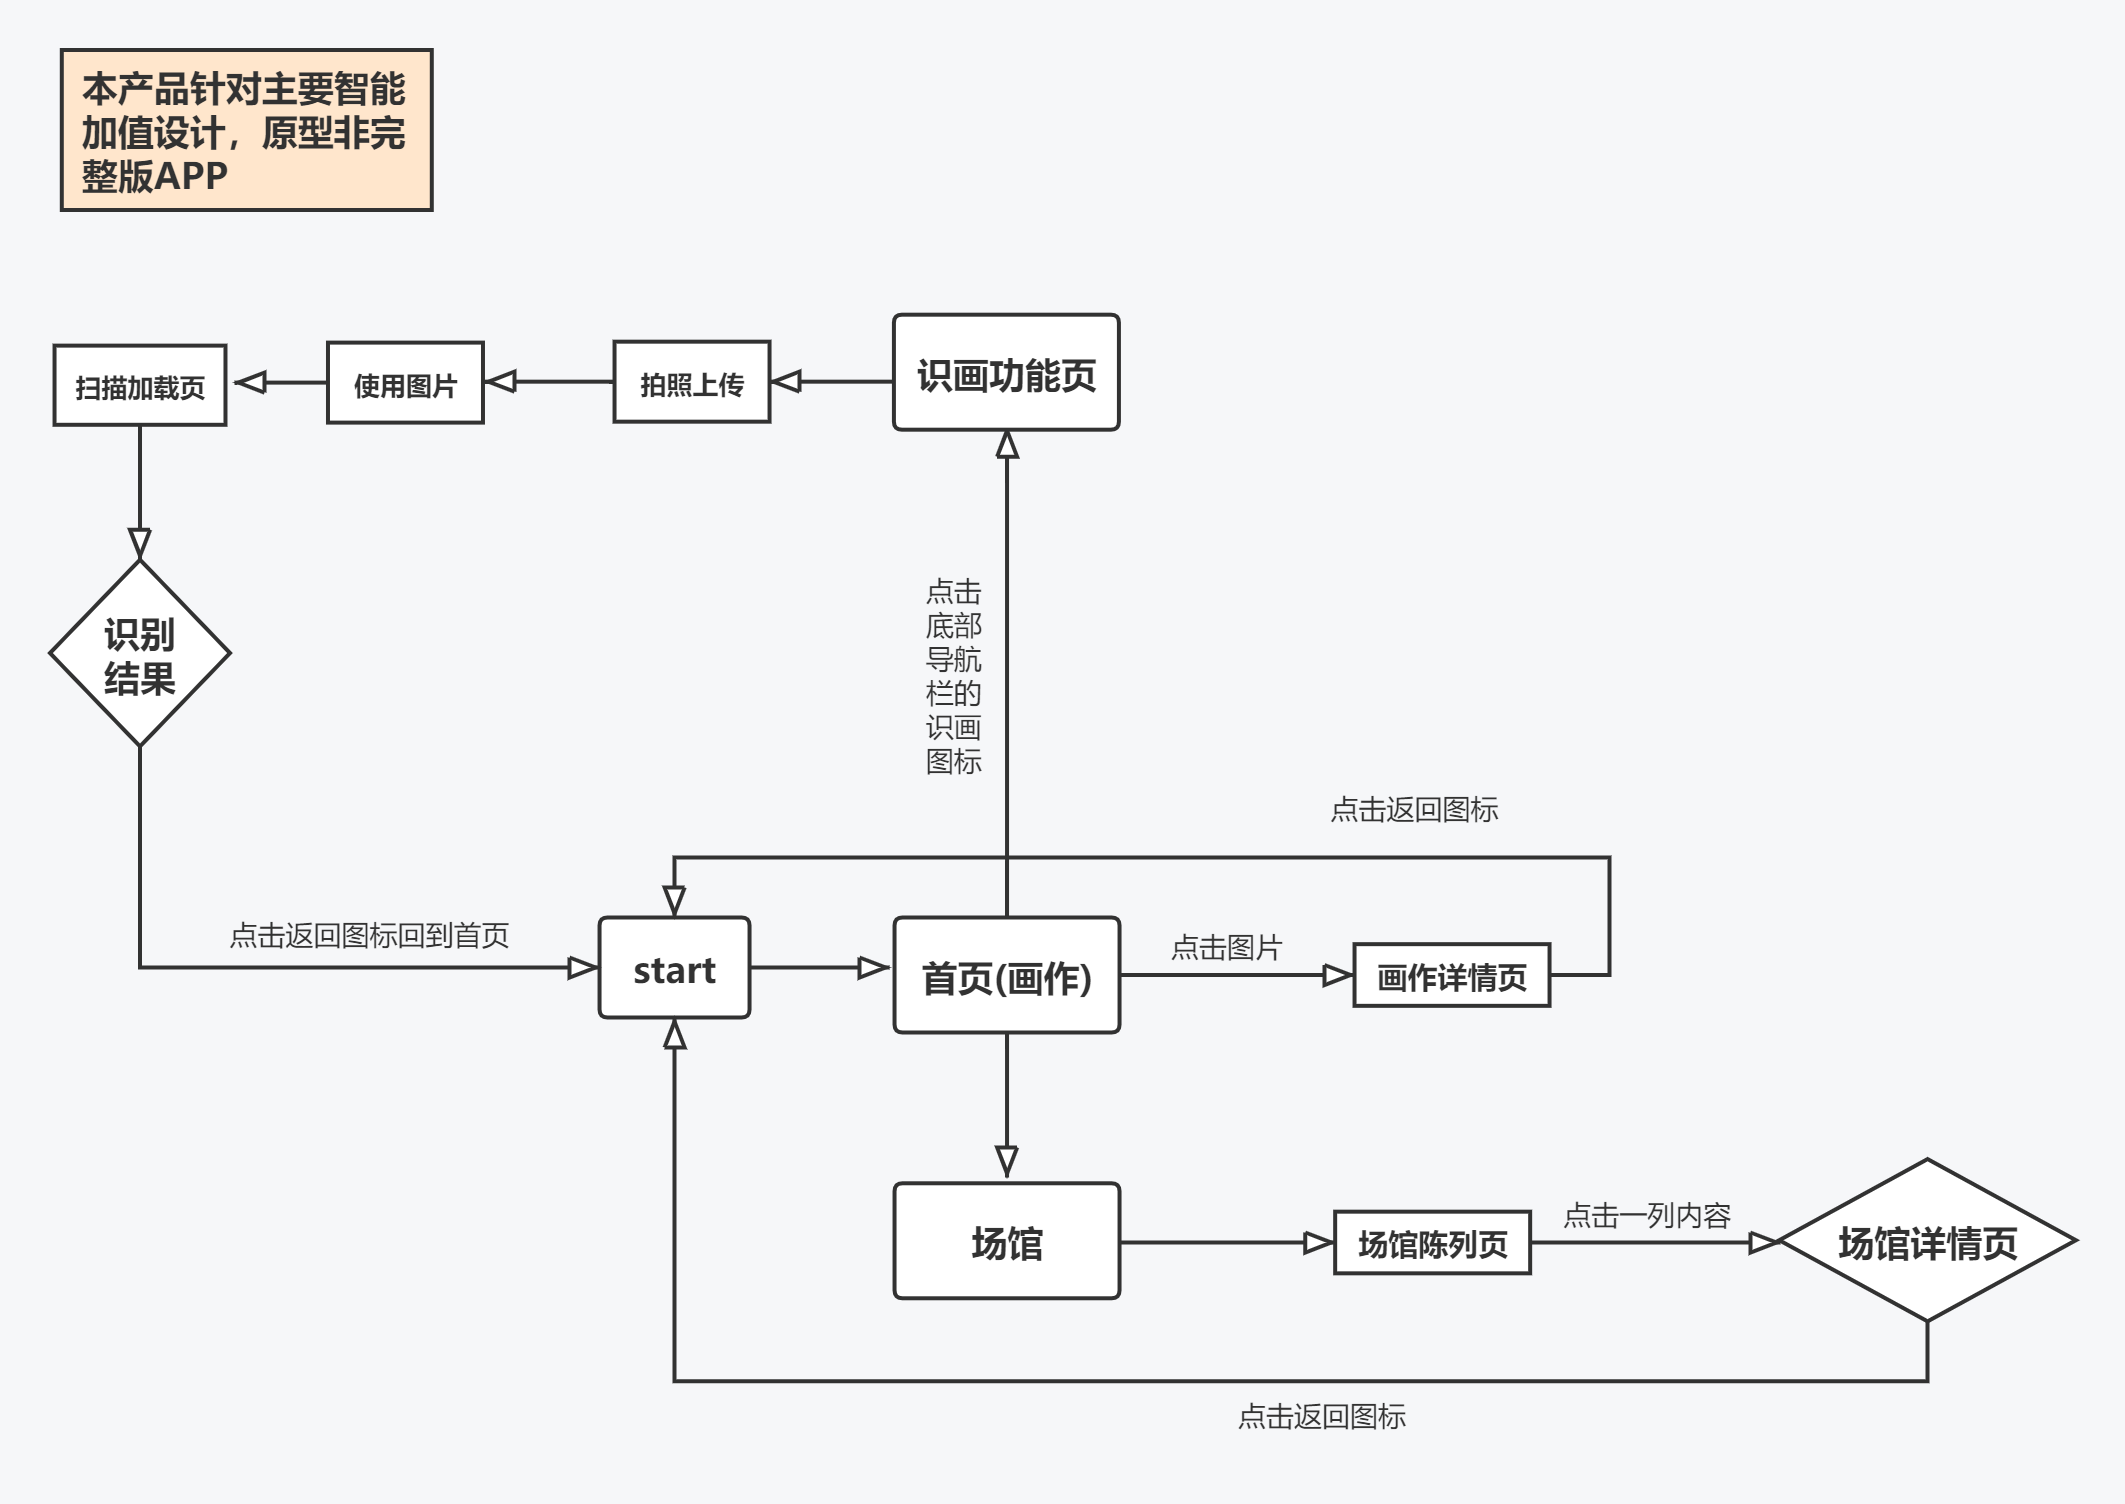 本产品针对主要智能
加值设计，原型非完
整版APP
扫描加载页
使用图片
拍照上传
识画功能页
识别
结果
点击
底部
导航
栏的
识画
图标
点击返回图标
点击返回图标回到首页
start
首页(画作)
点击图片
画作详情页
场馆
场馆陈列页
点击一列内容
场馆详情页
点击返回图标